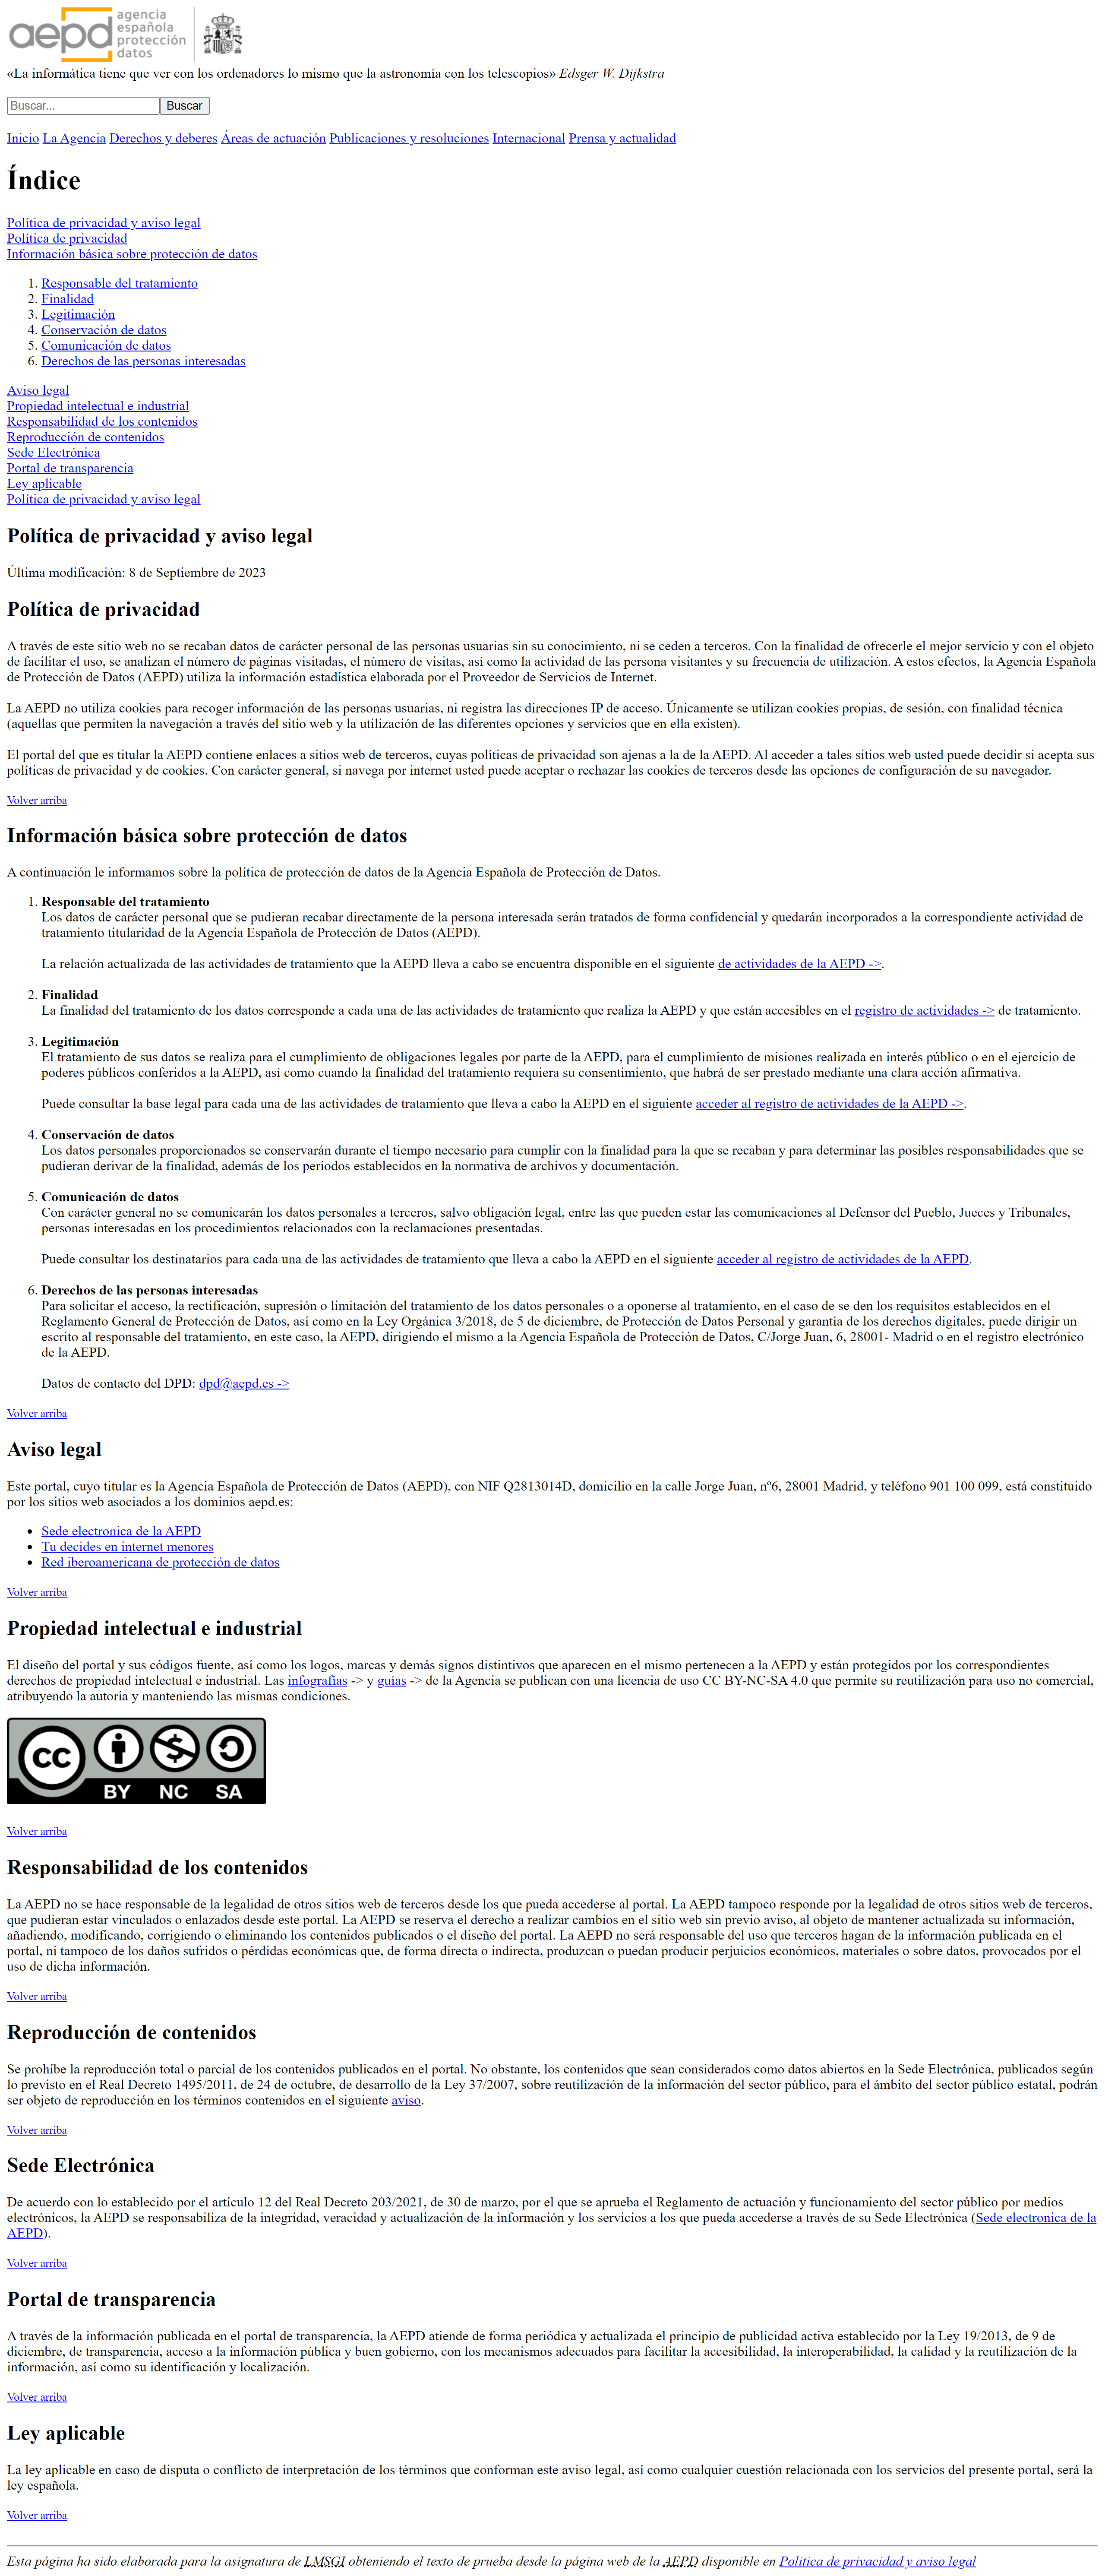 aepd agencia
española
protección
datos
«La informática tiene que ver con los ordenadores lo mismo que la astronomía con los telescopios» Edsger W. Dijkstra
Buscar... Buscar
Inicio La Agencia Derechos y deberes Áreas de actuación Publicaciones y resoluciones Internacional Prensa y actualidad
Índice
Política de privacidad y aviso legal
Política de privacidad
Información básica sobre protección de datos
1. Responsable del tratamiento
2. Finalidad
3. Legitimación
4. Conservación de datos
5. Comunicación de datos
6. Derechos de las personas interesadas
Aviso legal
Propiedad intelectual e industrial
Responsabilidad de los contenidos
Reproducción de contenidos
Sede Electrónica
Portal de transparencia
Ley aplicable
Política de privacidad y aviso legal
Política de privacidad y aviso legal
Última modificación: 8 de Septiembre de 2023
Política de privacidad
A través de este sitio web no se recaban datos de carácter personal de las personas usuarias sin su conocimiento, ni se ceden a terceros. Con la finalidad de ofrecerle el mejor servicio y con el objeto
de facilitar el uso, se analizan el número de páginas visitadas, el número de visitas, así como la actividad de las persona visitantes y su frecuencia de utilización. A estos efectos, la Agencia Española
de Protección de Datos (AEPD) utiliza la información estadística elaborada por el Proveedor de Servicios de Internet.
La AEPD no utiliza cookies para recoger información de las personas usuarias, ni registra las direcciones IP de acceso. Únicamente se utilizan cookies propias, de sesión, con finalidad técnica
(aquellas que permiten la navegación a través del sitio web y la utilización de las diferentes opciones y servicios que en ella existen).
El portal del que es titular la AEPD contiene enlaces a sitios web de terceros, cuyas políticas de privacidad son ajenas a la de la AEPD. Al acceder a tales sitios web usted puede decidir si acepta sus
políticas de privacidad y de cookies. Con carácter general, si navega por internet usted puede aceptar o rechazar las cookies de terceros desde las opciones de configuración de su navegador.
Volver arriba
Información básica sobre protección de datos
A continuación le informamos sobre la política de protección de datos de la Agencia Española de Protección de Datos.
1. Responsable del tratamiento
Los datos de carácter personal que se pudieran recabar directamente de la persona interesada serán tratados de forma confidencial y quedarán incorporados a la correspondiente actividad de
tratamiento titularidad de la Agencia Española de Protección de Datos (AEPD).
La relación actualizada de las actividades de tratamiento que la AEPD lleva a cabo se encuentra disponible en el siguiente de actividades de la AEPD ->.
2. Finalidad
La finalidad del tratamiento de los datos corresponde a cada una de las actividades de tratamiento que realiza la AEPD y que están accesibles en el registro de actividades -> de tratamiento.
3. Legitimación
El tratamiento de sus datos se realiza para el cumplimiento de obligaciones legales por parte de la AEPD, para el cumplimiento de misiones realizada en interés público o en el ejercicio de
poderes públicos conferidos a la AEPD, así como cuando la finalidad del tratamiento requiera su consentimiento, que habrá de ser prestado mediante una clara acción afirmativa.
Puede consultar la base legal para cada una de las actividades de tratamiento que lleva a cabo la AEPD en el siguiente acceder al registro de actividades de la AEPD ->.
4. Conservación de datos
Los datos personales proporcionados se conservarán durante el tiempo necesario para cumplir con la finalidad para la que se recaban y para determinar las posibles responsabilidades que se
pudieran derivar de la finalidad, además de los períodos establecidos en la normativa de archivos y documentación.
5. Comunicación de datos
Con carácter general no se comunicarán los datos personales a terceros, salvo obligación legal, entre las que pueden estar las comunicaciones al Defensor del Pueblo, Jueces y Tribunales,
personas interesadas en los procedimientos relacionados con la reclamaciones presentadas.
Puede consultar los destinatarios para cada una de las actividades de tratamiento que lleva a cabo la AEPD en el siguiente acceder al registro de actividades de la AEPD.
6. Derechos de las personas interesadas
Para solicitar el acceso, la rectificación, supresión o limitación del tratamiento de los datos personales o a oponerse al tratamiento, en el caso de se den los requisitos establecidos en el
Reglamento General de Protección de Datos, así como en la Ley Orgánica 3/2018, de 5 de diciembre, de Protección de Datos Personal y garantía de los derechos digitales, puede dirigir un
escrito al responsable del tratamiento, en este caso, la AEPD, dirigiendo el mismo a la Agencia Española de Protección de Datos, C/Jorge Juan, 6, 28001- Madrid o en el registro electrónico
de la AEPD.
Datos de contacto del DPD: dpd@aepd.es ->
Volver arriba
Aviso legal
Este portal, cuyo titular es la Agencia Española de Protección de Datos (AEPD), con NIF Q2813014D, domicilio en la calle Jorge Juan, nº6, 28001 Madrid, y teléfono 901 100 099, está constituido
por los sitios web asociados a los dominios aepd.es:
• Sede electronica de la AEPD
• Tu decides en internet menores
• Red iberoamericana de protección de datos
Volver arriba
Propiedad intelectual e industrial
El diseño del portal y sus códigos fuente, así como los logos, marcas y demás signos distintivos que aparecen en el mismo pertenecen a la AEPD y están protegidos por los correspondientes
derechos de propiedad intelectual e industrial. Las infografías -> y guías -> de la Agencia se publican con una licencia de uso CC BY-NC-SA 4.0 que permite su reutilización para uso no comercial,
atribuyendo la autoría y manteniendo las mismas condiciones.
CC
BY NC SA
Volver arriba
Responsabilidad de los contenidos
La AEPD no se hace responsable de la legalidad de otros sitios web de terceros desde los que pueda accederse al portal. La AEPD tampoco responde por la legalidad de otros sitios web de terceros,
que pudieran estar vinculados o enlazados desde este portal. La AEPD se reserva el derecho a realizar cambios en el sitio web sin previo aviso, al objeto de mantener actualizada su información,
añadiendo, modificando, corrigiendo o eliminando los contenidos publicados o el diseño del portal. La AEPD no será responsable del uso que terceros hagan de la información publicada en el
portal, ni tampoco de los daños sufridos o pérdidas económicas que, de forma directa o indirecta, produzcan o puedan producir perjuicios económicos, materiales o sobre datos, provocados por el
uso de dicha información.
Volver arriba
Reproducción de contenidos
Se prohíbe la reproducción total o parcial de los contenidos publicados en el portal. No obstante, los contenidos que sean considerados como datos abiertos en la Sede Electrónica, publicados según
lo previsto en el Real Decreto 1495/2011, de 24 de octubre, de desarrollo de la Ley 37/2007, sobre reutilización de la información del sector público, para el ámbito del sector público estatal, podrán
ser objeto de reproducción en los términos contenidos en el siguiente aviso.
Volver arriba
Sede Electrónica
De acuerdo con lo establecido por el artículo 12 del Real Decreto 203/2021, de 30 de marzo, por el que se aprueba el Reglamento de actuación y funcionamiento del sector público por medios
electrónicos, la AEPD se responsabiliza de la integridad, veracidad y actualización de la información y los servicios a los que pueda accederse a través de su Sede Electrónica (Sede electronica de la
AEPD).
Volver arriba
Portal de transparencia
A través de la información publicada en el portal de transparencia, la AEPD atiende de forma periódica y actualizada el principio de publicidad activa establecido por la Ley 19/2013, de 9 de
diciembre, de transparencia, acceso a la información pública y buen gobierno, con los mecanismos adecuados para facilitar la accesibilidad, la interoperabilidad, la calidad y la reutilización de la
información, así como su identificación y localización.
Volver arriba
Ley aplicable
La ley aplicable en caso de disputa o conflicto de interpretación de los términos que conforman este aviso legal, así como cualquier cuestión relacionada con los servicios del presente portal, será la
ley española.
Volver arriba
Esta página ha sido elaborada para la asignatura de LMSGI obteniendo el texto de prueba desde la página web de la AEPD disponible en Política de privacidad y aviso legal